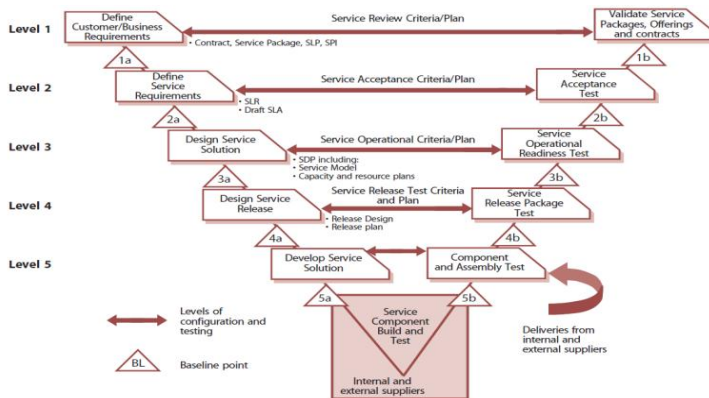 Level 1
Define
Customer/Business
Requirements
Service Review Criteria/Plan
• Contract, Service Package, SLP, SPI
Validate Service
Packages, Offerings
and contracts
1a
1b
Level 2
Define
Service
Requirements
Service Acceptance Criteria/Plan
• SLR
• Draft SLA
Service
Acceptance
Test
2a
2b
Level 3
Design Service
Solution
Service Operational Criteria/Plan
• SDP including:
• Service Model
• Capacity and resource plans
Service
Operational
Readiness Test
3a
3b
Level 4
Design Service
Release
Service Release Test Criteria
and Plan
• Release Design
• Release plan
Service
Release Package
Test
4a
4b
Level 5
Develop Service
Solution
Component
and Assembly Test
5a
5b
Service
Component
Build and
Test
Deliveries from
internal and
external suppliers
Levels of
configuration and
testing
BL
Baseline point
Internal and
external suppliers